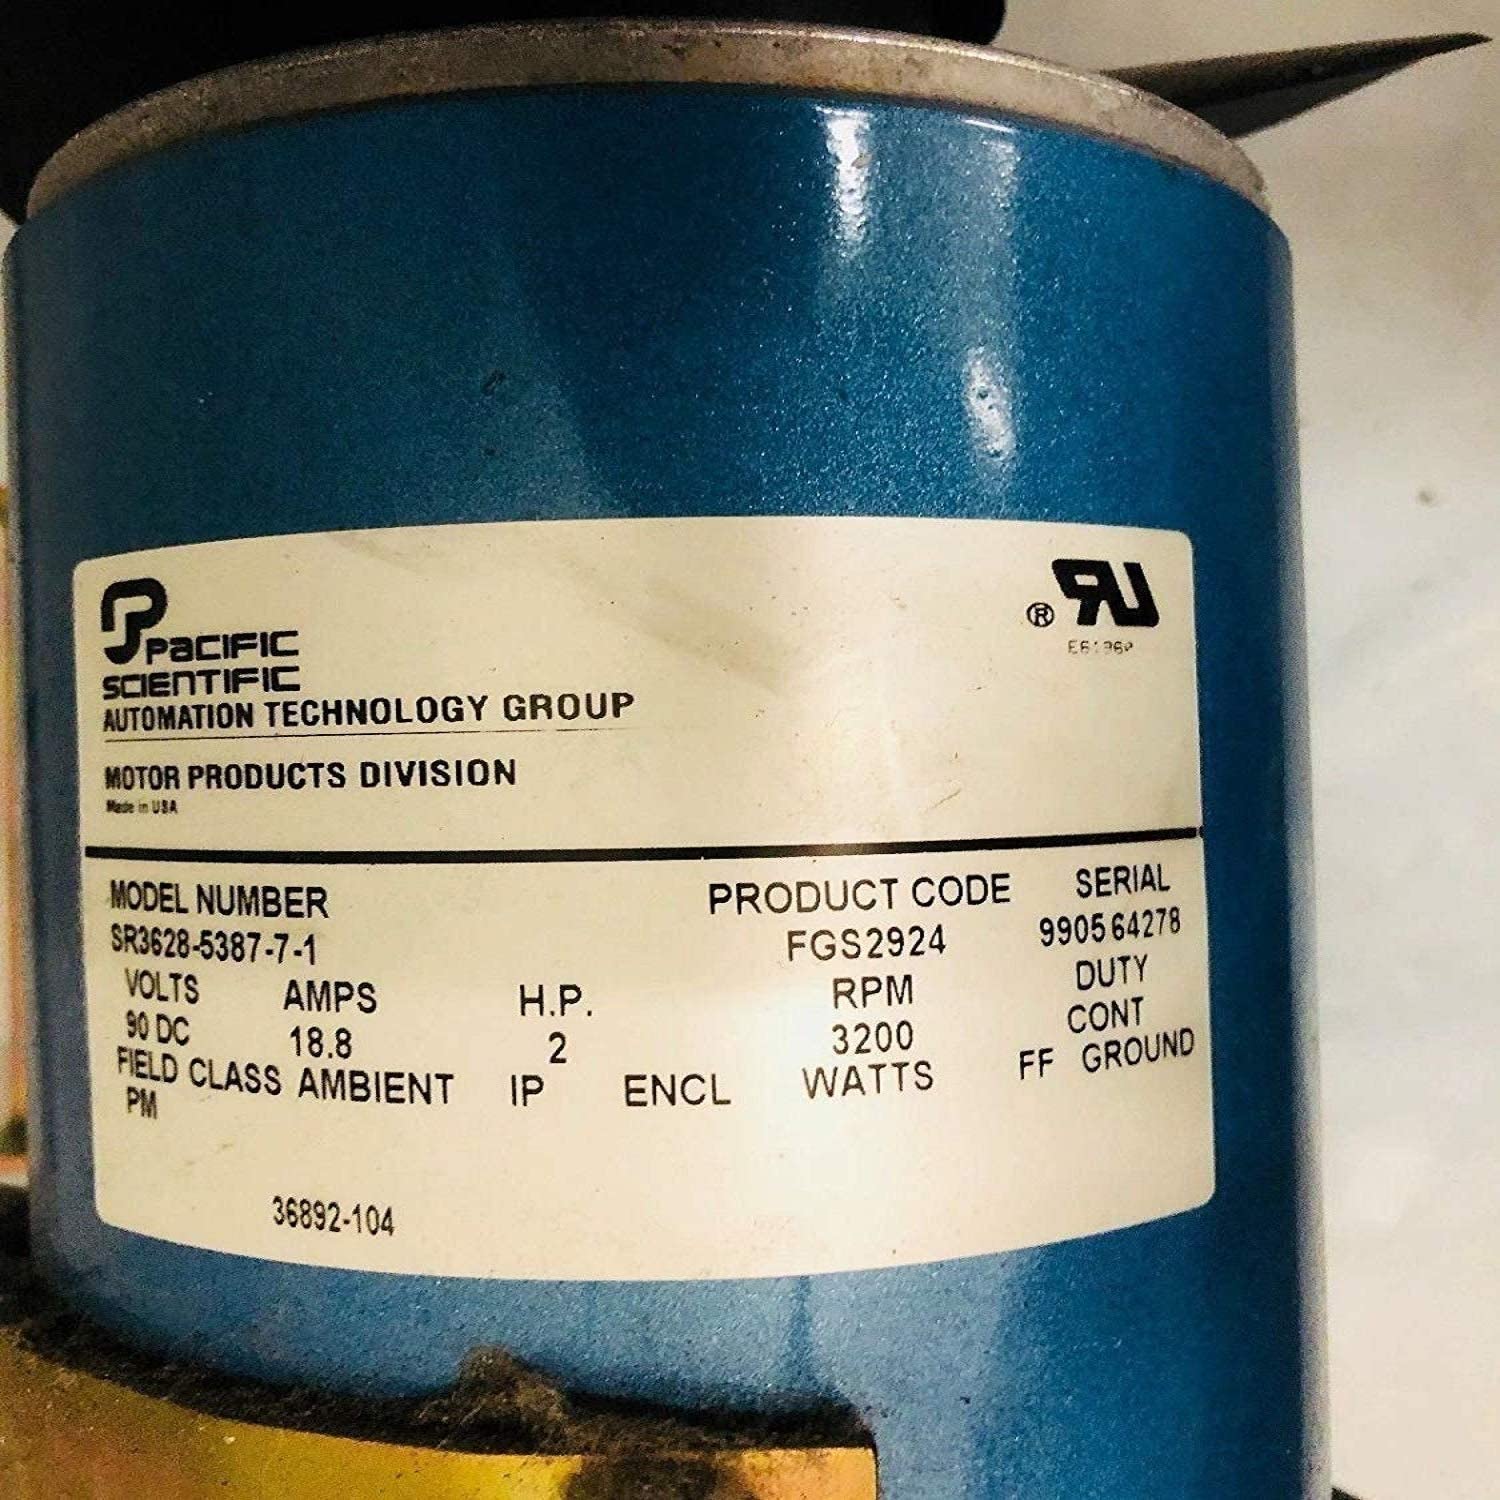 PACIFIC
SCIENTIFIC
AUTOMATION TECHNOLOGY GROUP
MOTOR PRODUCTS DIVISION
Made in USA
®
MODEL NUMBER PRODUCT CODE SERIAL
SR3628-5387-7-1 FGS2924 990564278
VOLTS AMPS H.P. RPM DUTY
90 DC 18.8 2 3200 CONT
FIELD CLASS AMBIENT IP ENCL WATTS FF GROUND
PM
36892-104